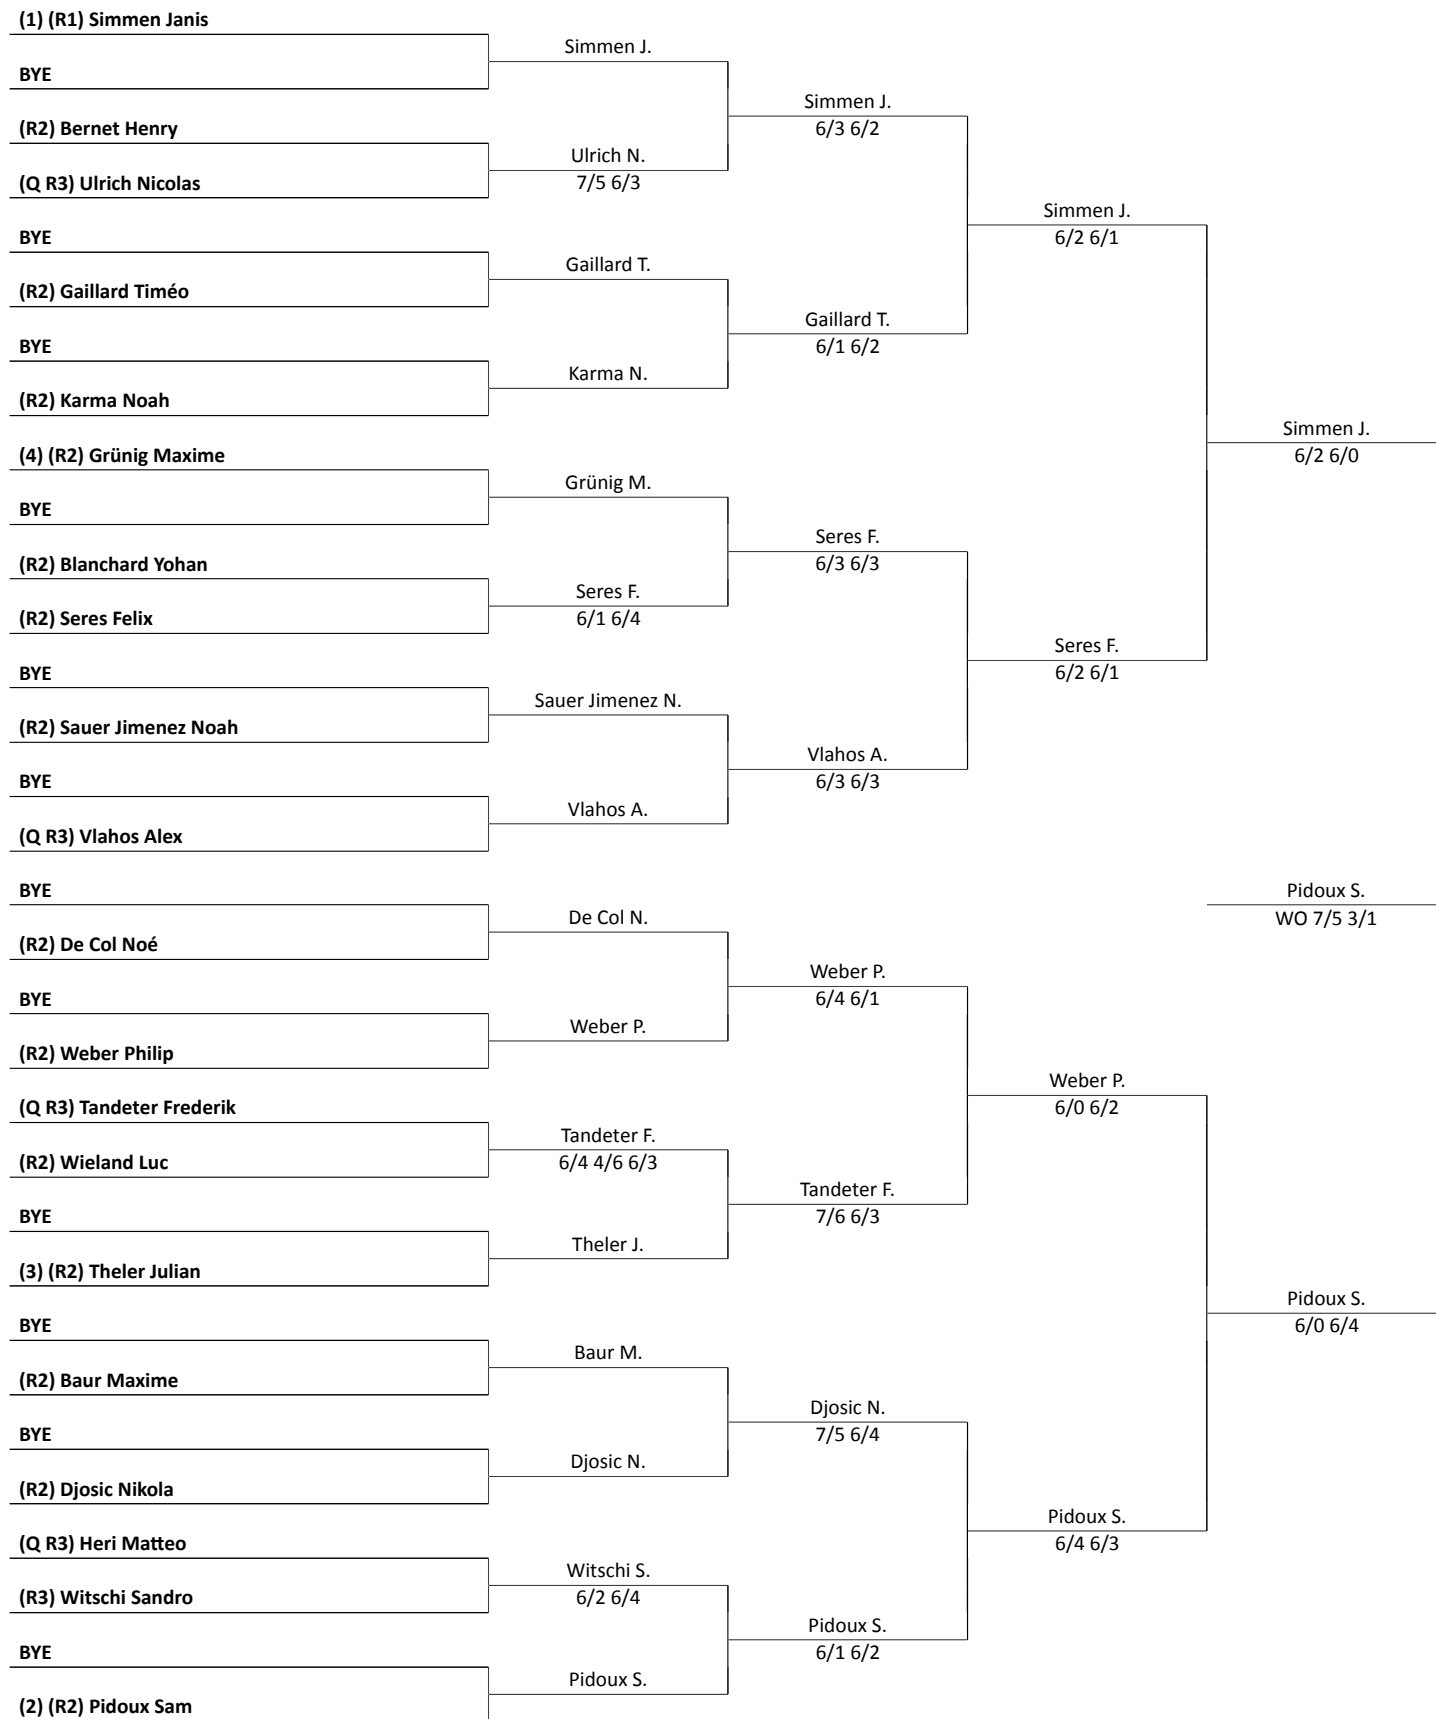 (1) (R1) Simmen Janis
BYE
(R2) Bernet Henry
(Q R3) Ulrich Nicolas
BYE
(R2) Gaillard Timéo
BYE
(R2) Karma Noah
(4) (R2) Grünig Maxime
BYE
(R2) Blanchard Yohan
(R2) Seres Felix
BYE
(R2) Sauer Jimenez Noah
BYE
(Q R3) Vlahos Alex
BYE
(R2) De Col Noé
BYE
(R2) Weber Philip
(Q R3) Tandeter Frederik
(R2) Wieland Luc
BYE
(3) (R2) Theler Julian
BYE
(R2) Baur Maxime
BYE
(R2) Djosic Nikola
(Q R3) Heri Matteo
(R3) Witschi Sandro
BYE
(2) (R2) Pidoux Sam
Simmen J.
Ulrich N.
7/5 6/3
Gaillard T.
Karma N.
Grünig M.
Seres F.
6/1 6/4
Sauer Jimenez N.
Vlahos A.
De Col N.
Weber P.
Tandeter F.
6/4 4/6 6/3
Theler J.
Baur M.
Djosic N.
Witschi S.
6/2 6/4
Pidoux S.
Simmen J.
6/3 6/2
Gaillard T.
6/1 6/2
Seres F.
6/3 6/3
Vlahos A.
6/3 6/3
Weber P.
6/4 6/1
Tandeter F.
7/6 6/3
Djosic N.
7/5 6/4
Pidoux S.
6/1 6/2
Simmen J.
6/2 6/1
Seres F.
6/2 6/1
Weber P.
6/0 6/2
Pidoux S.
6/4 6/3
Simmen J.
6/2 6/0
Pidoux S.
WO 7/5 3/1
Pidoux S.
6/0 6/4